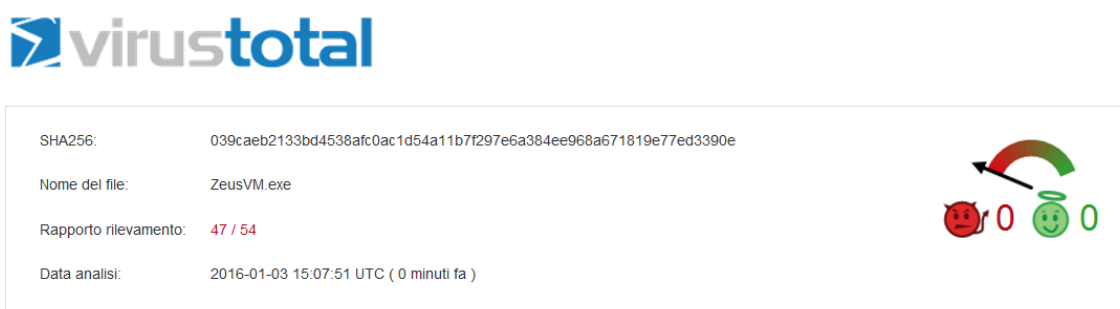 virustotal
SHA256: 039caeb2133bd4538afc0ac1d54a11b7f297e6a384ee968a671819e77ed3390e
Nome del file: ZeusVM.exe
Rapporto rilevamento: 47 / 54
Data analisi: 2016-01-03 15:07:51 UTC ( 0 minuti fa )
0 0